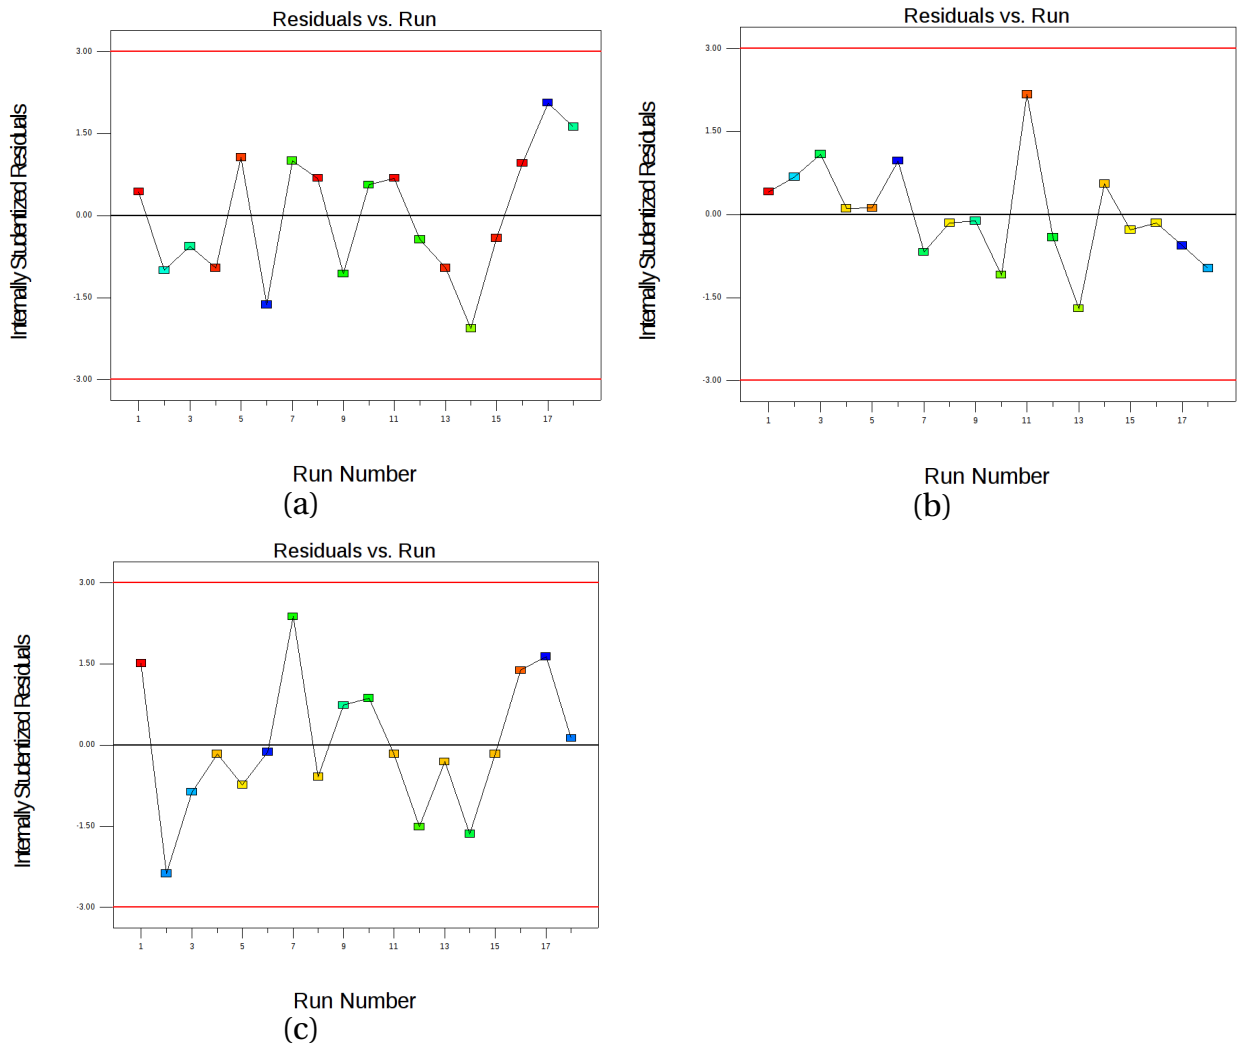 Residuals vs. Run
3.00
1.50
0.00
-1.50
-3.00
Internally Studentized Residuals
1 3 5 7 9 11 13 15 17
Run Number
(a)
Residuals vs. Run
3.00
1.50
0.00
-1.50
-3.00
Internally Studentized Residuals
1 3 5 7 9 11 13 15 17
Run Number
(b)
Residuals vs. Run
3.00
1.50
0.00
-1.50
-3.00
Internally Studentized Residuals
1 3 5 7 9 11 13 15 17
Run Number
(c)